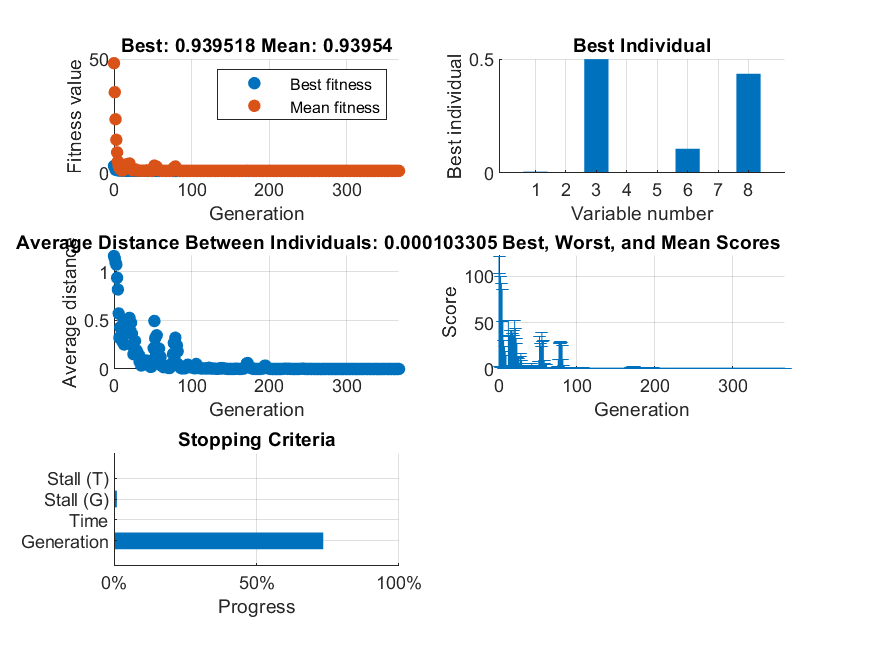 Best: 0.939518 Mean: 0.93954
Fitness value
50
0
Best fitness
Mean fitness
0 100 200 300
Generation
Best Individual
Best individual
0.5
0
1 2 3 4 5 6 7 8
Variable number
Average Distance Between Individuals: 0.000103305
Average distance
1
0.5
0
0 100 200 300
Generation
Best, Worst, and Mean Scores
Score
100
50
0
0 100 200 300
Generation
Stopping Criteria
Stall (T)
Stall (G)
Time
Generation
0% 50% 100%
Progress